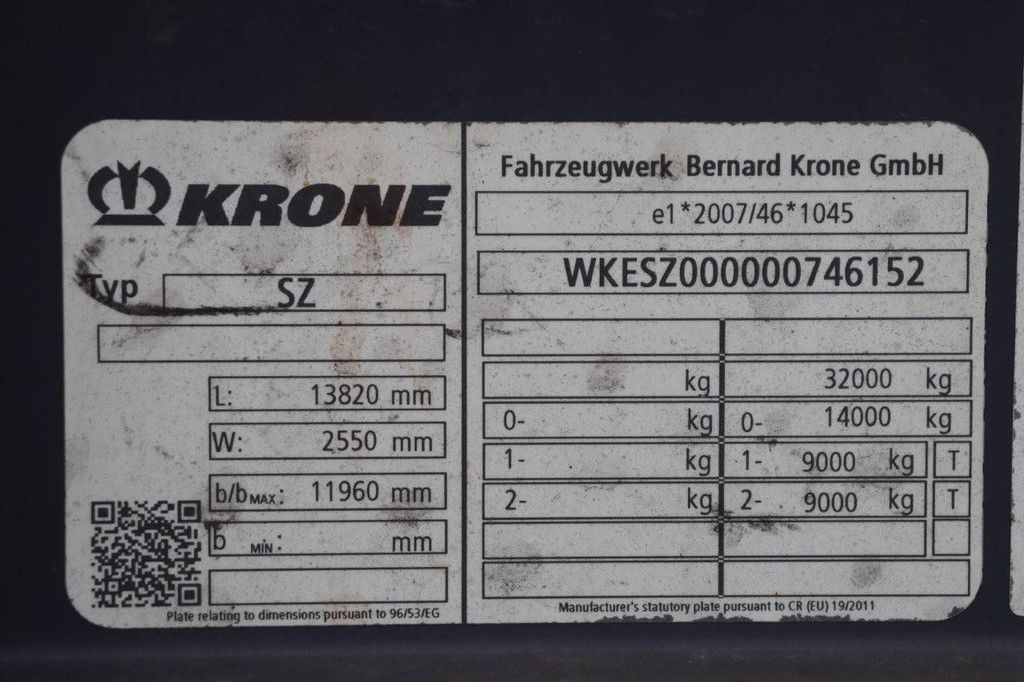 KRONE
Typ SZ
L: 13820 mm
W: 2550 mm
b/bMAX: 11960 mm
b MIN: mm
Plate relating to dimensions pursuant to 96/53/EG
Fahrzeugwerk Bernard Krone GmbH
e1*2007/46*1045
WKESZ000000746152
kg 32000 kg
0- kg 0- 14000 kg
1- kg 1- 9000 kg T
2- kg 2- 9000 kg T
Manufacturer's statutory plate pursuant to CR (EU) 19/2011